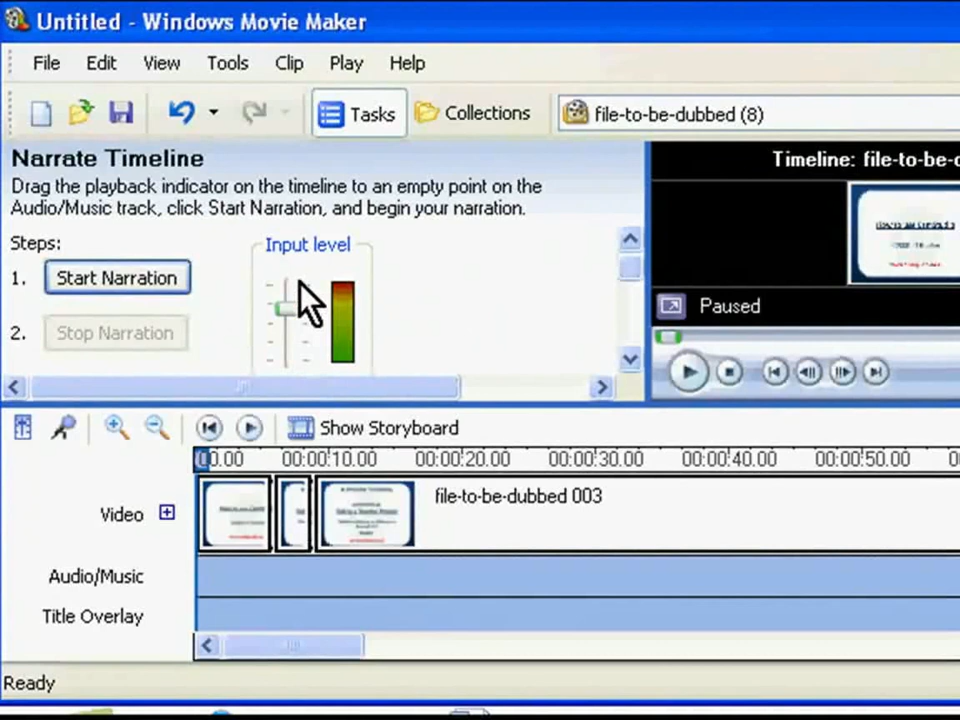 Untitled - Windows Movie Maker
File Edit View Tools Clip Play Help
Tasks Collections file-to-be-dubbed (8)
Narrate Timeline
Drag the playback indicator on the timeline to an empty point on the
Audio/Music track, click Start Narration, and begin your narration.
Steps:
1. Start Narration
2. Stop Narration
Input level
Timeline: file-to-be-
Paused
Show Storyboard
0.00 00:00:10.00 00:00:20.00 00:00:30.00 00:00:40.00 00:00:50.00
Video file-to-be-dubbed 003
Audio/Music
Title Overlay
Ready